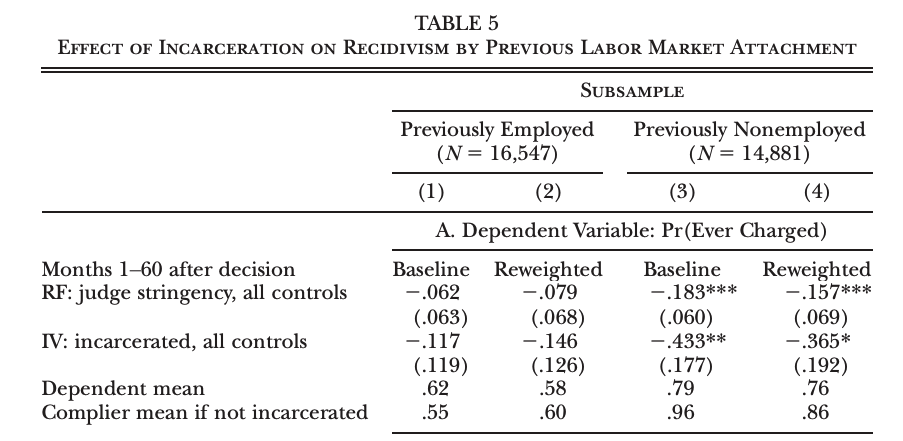 TABLE 5
Effect of Incarceration on Recidivism by Previous Labor Market Attachment
Subsample
Previously Employed Previously Nonemployed
(N = 16,547) (N = 14,881)
(1) (2) (3) (4)
A. Dependent Variable: Pr(Ever Charged)
Months 1–60 after decision Baseline Reweighted Baseline Reweighted
RF: judge stringency, all controls −.062 −.079 −.183*** −.157***
(.063) (.068) (.060) (.069)
IV: incarcerated, all controls −.117 −.146 −.433** −.365*
(.119) (.126) (.177) (.192)
Dependent mean .62 .58 .79 .76
Complier mean if not incarcerated .55 .60 .96 .86